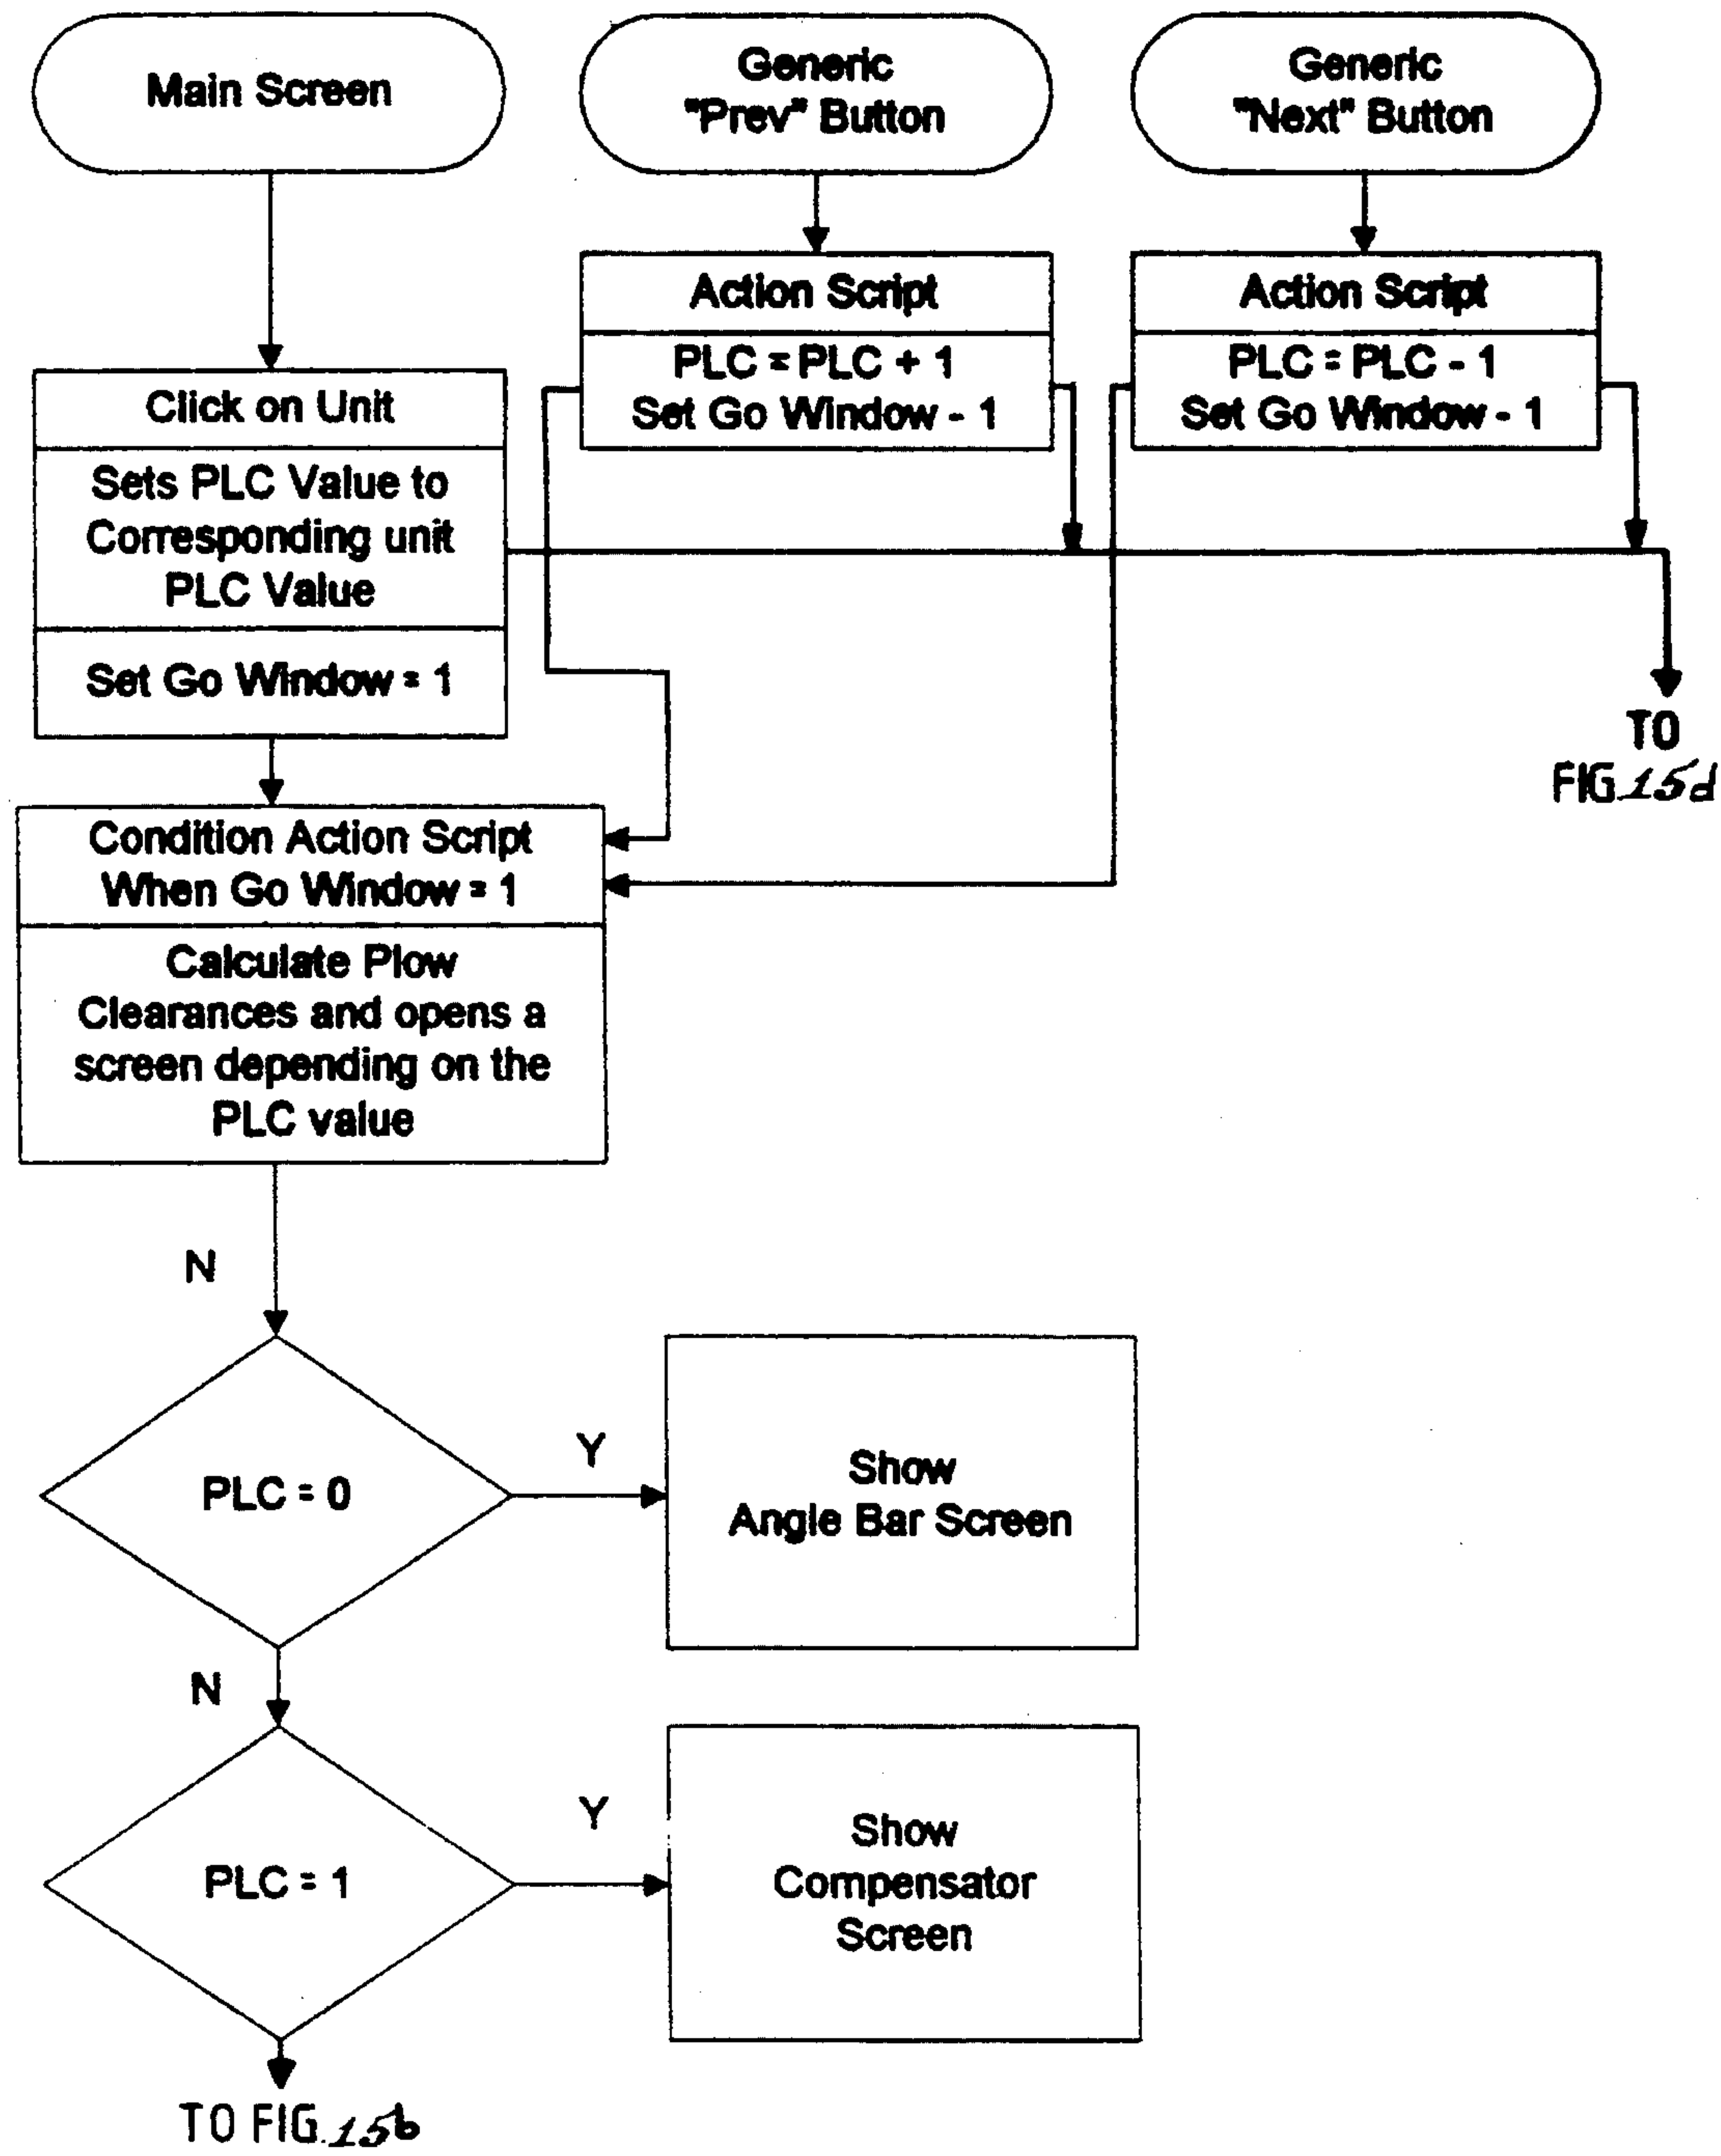 Main Screen
Generic
"Prev" Button
Generic
"Next" Button
Action Script
PLC = PLC + 1
Set Go Window - 1
Action Script
PLC = PLC - 1
Set Go Window - 1
Click on Unit
Sets PLC Value to
Corresponding unit
PLC Value
Set Go Window = 1
TO
FIG.15d
Condition Action Script
When Go Window = 1
Calculate Plow
Clearances and opens a
screen depending on the
PLC value
N
PLC = 0
Y
Show
Angle Bar Screen
N
PLC = 1
Y
Show
Compensator
Screen
TO FIG.15b